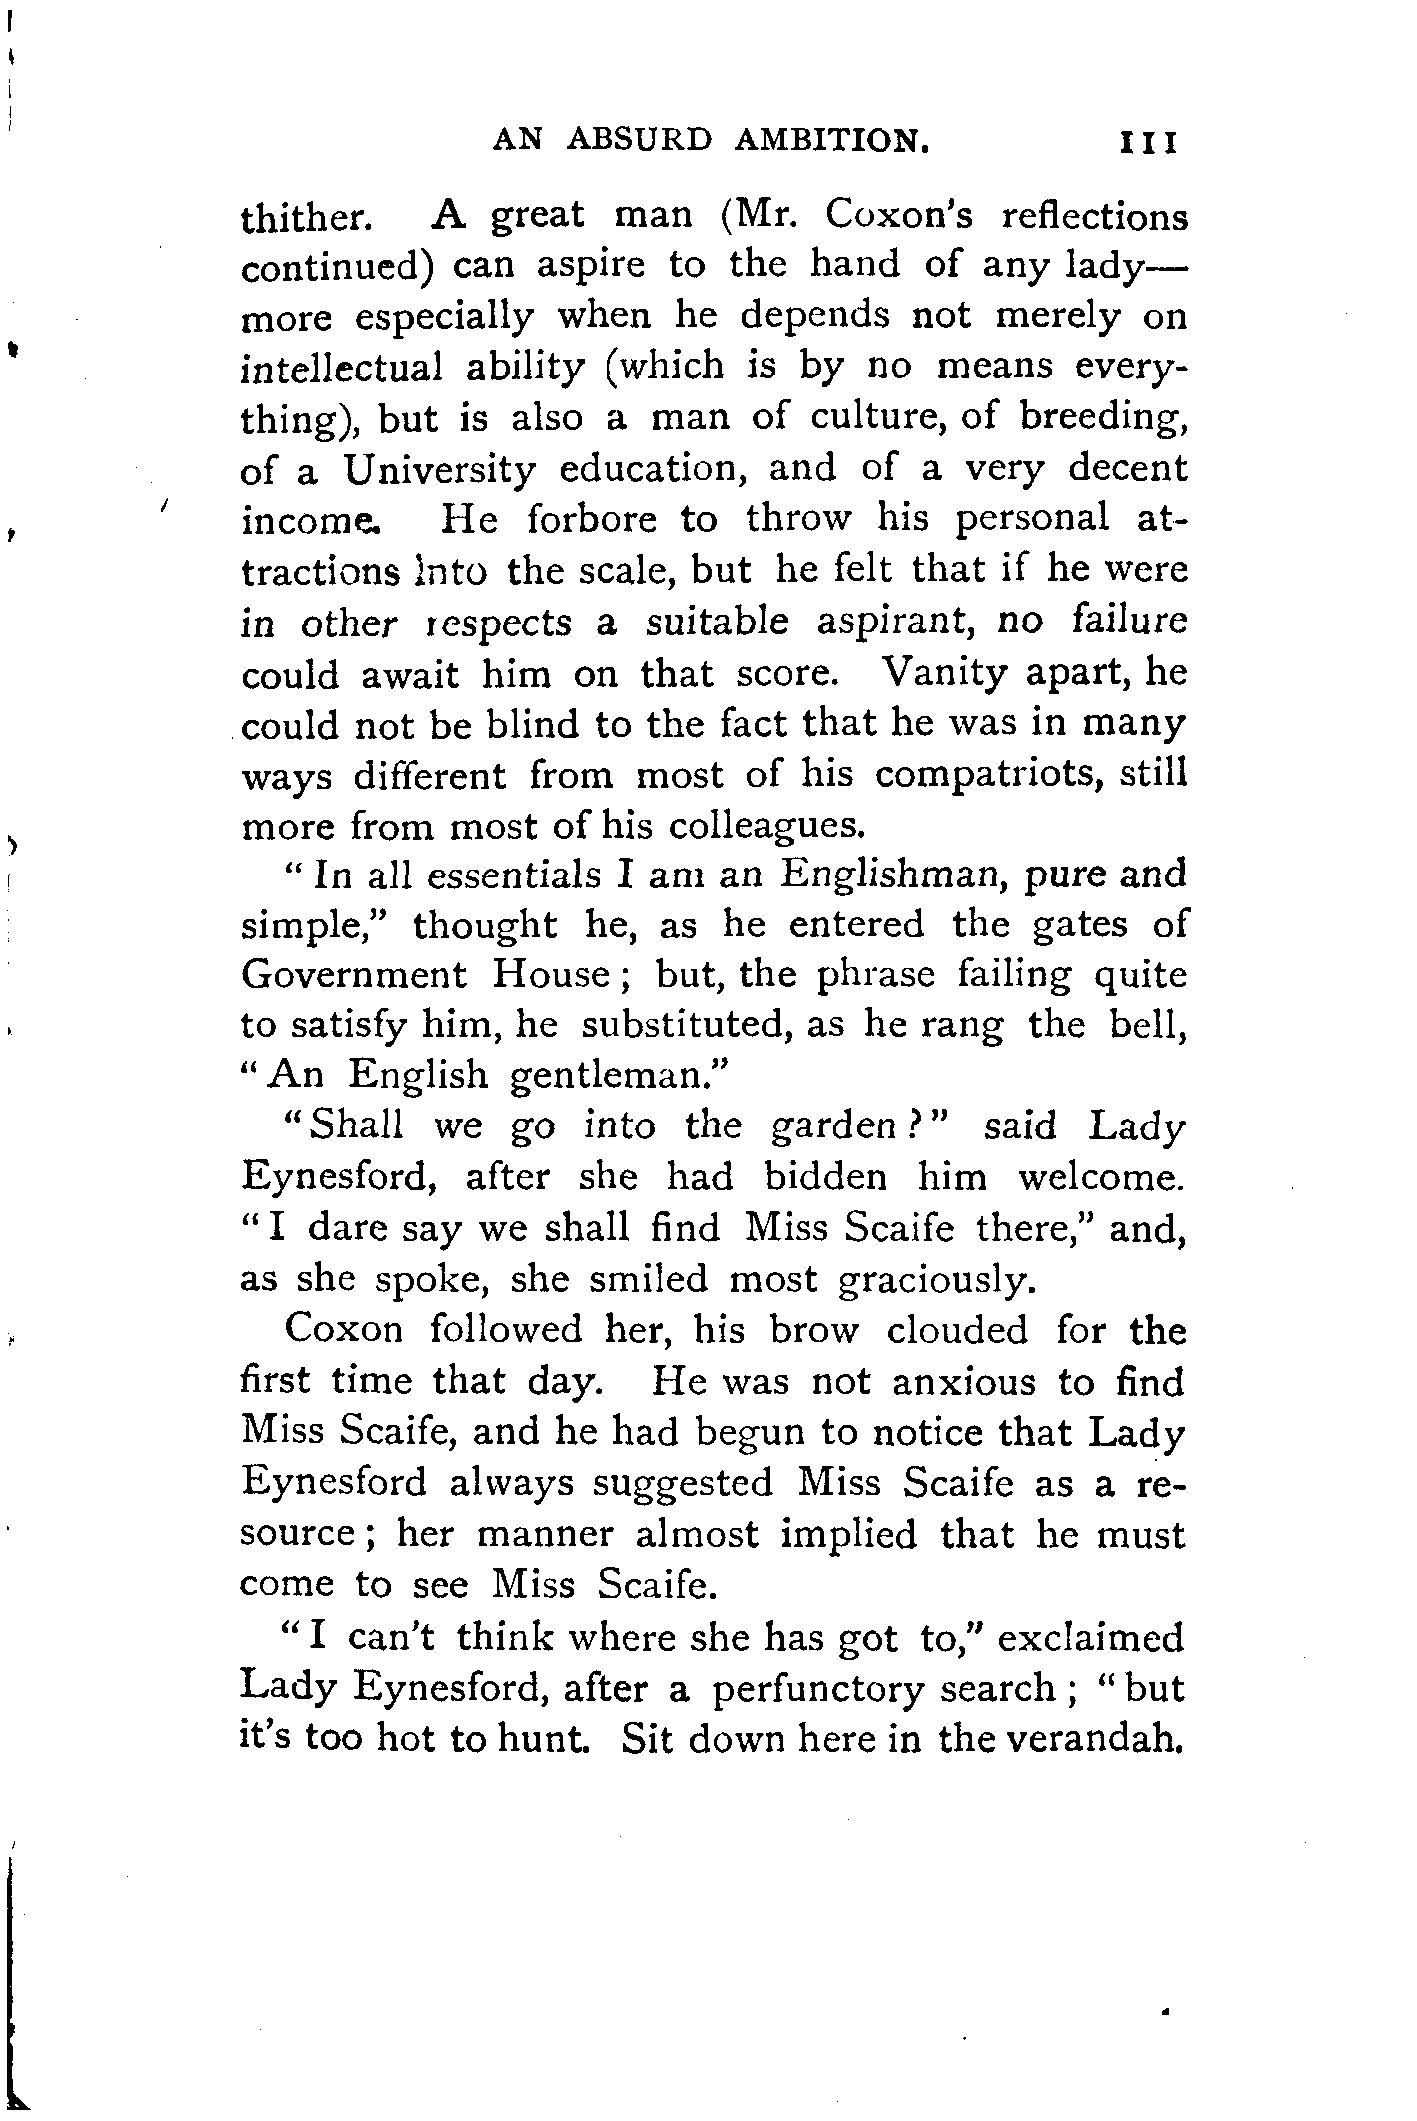 AN ABSURD AMBITION. 111
thither. A great man (Mr. Coxon's reflections
continued) can aspire to the hand of any lady—
more especially when he depends not merely on
intellectual ability (which is by no means every-
thing), but is also a man of culture, of breeding,
of a University education, and of a very decent
income. He forbore to throw his personal at-
tractions into the scale, but he felt that if he were
in other respects a suitable aspirant, no failure
could await him on that score. Vanity apart, he
could not be blind to the fact that he was in many
ways different from most of his compatriots, still
more from most of his colleagues.
"In all essentials I am an Englishman, pure and
simple," thought he, as he entered the gates of
Government House; but, the phrase failing quite
to satisfy him, he substituted, as he rang the bell,
"An English gentleman."
"Shall we go into the garden?" said Lady
Eynesford, after she had bidden him welcome.
"I dare say we shall find Miss Scaife there," and,
as she spoke, she smiled most graciously.
Coxon followed her, his brow clouded for the
first time that day. He was not anxious to find
Miss Scaife, and he had begun to notice that Lady
Eynesford always suggested Miss Scaife as a re-
source; her manner almost implied that he must
come to see Miss Scaife.
"I can't think where she has got to," exclaimed
Lady Eynesford, after a perfunctory search; "but
it's too hot to hunt. Sit down here in the verandah.